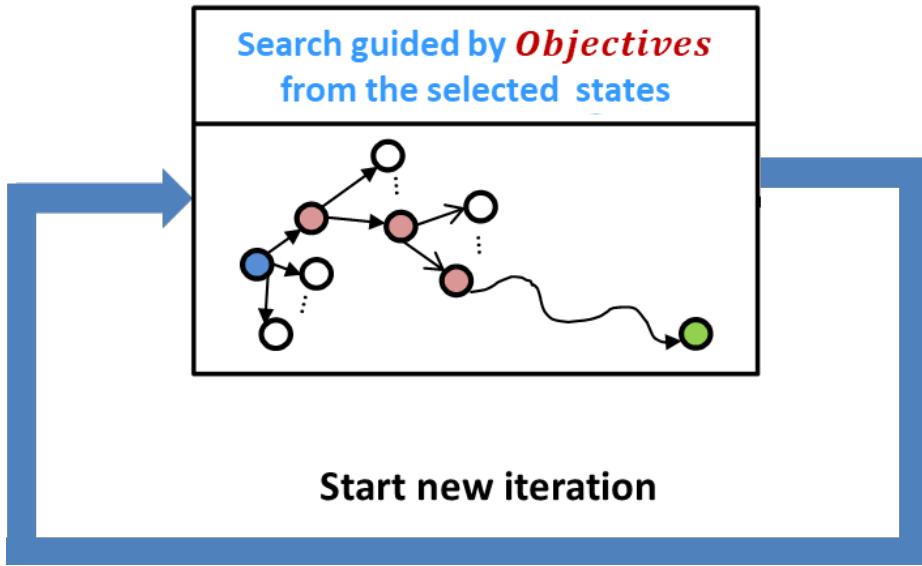 Search guided by Objectives
from the selected states
Start new iteration